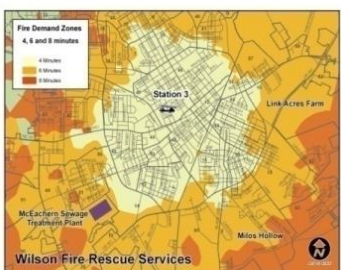 Fire Demand Zones
4, 6 and 8 minutes
4 Minutes
6 Minutes
8 Minutes
Station 3
Link Acres Farm
McEachern Sewage
Treatment Plant
Milos Hollow
Wilson Fire Rescue Services
N